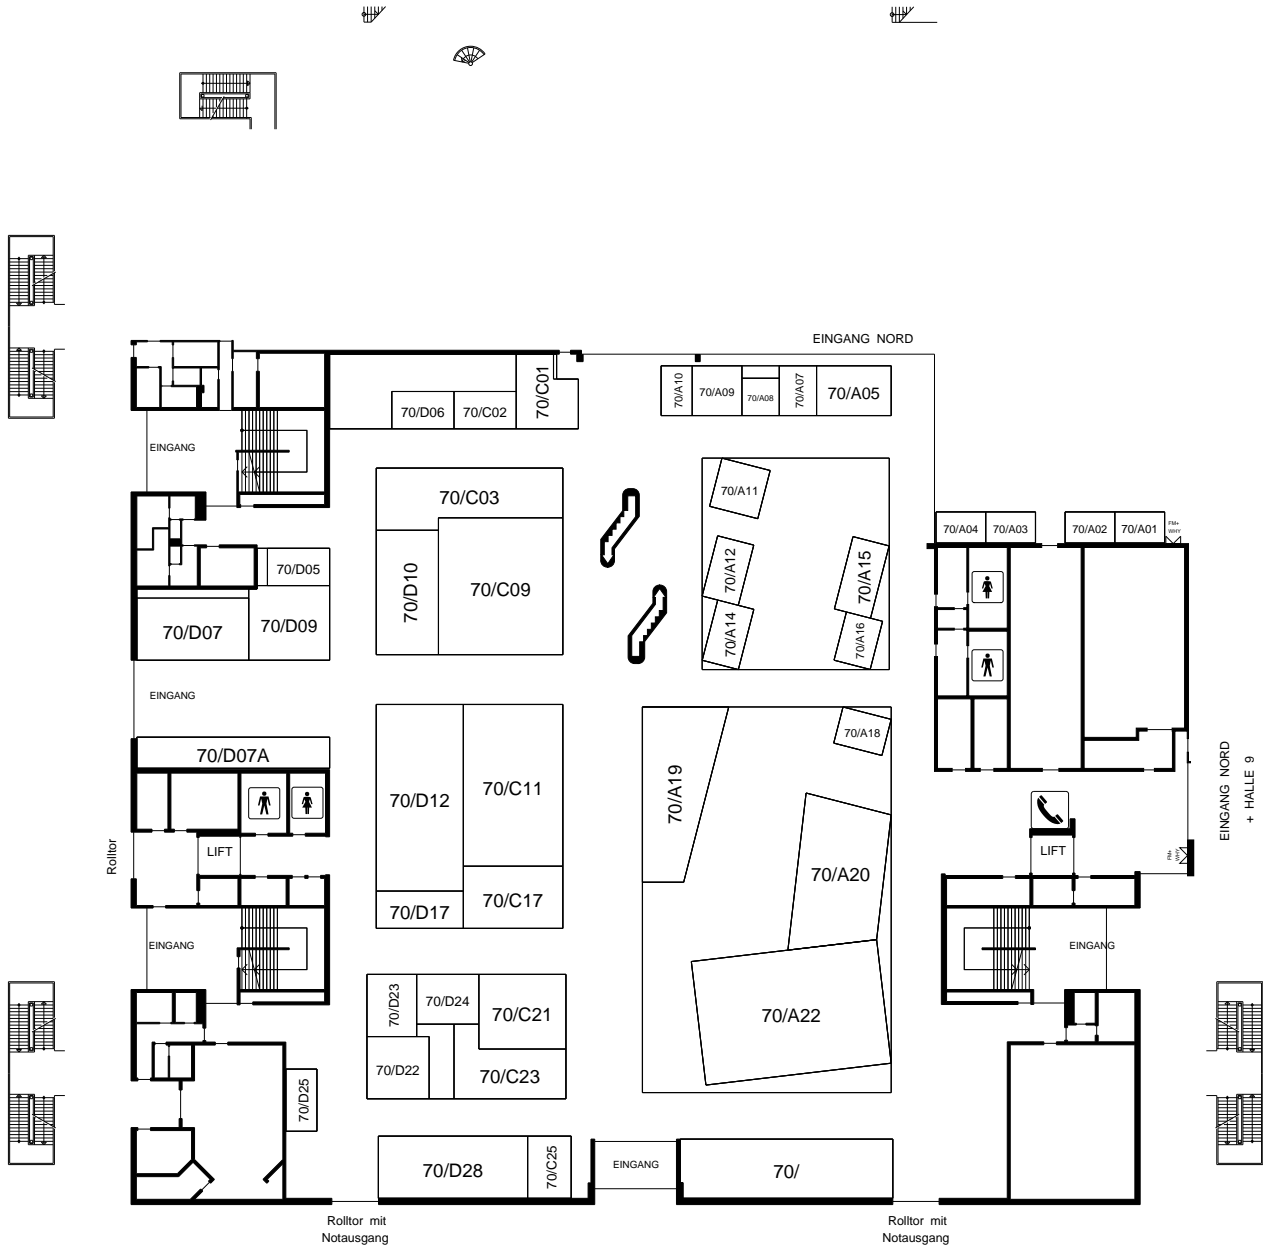 EINGANG NORD
70/C01
70/D06
70/C02
70/A10
70/A09
70/A08
70/A07
70/A05
EINGANG
70/C03
70/A11
70/A04
70/A03
70/A02
70/A01
FM+
WHY
70/D10
70/C09
70/A12
70/A15
70/D05
70/D07
70/D09
70/A14
70/A16
EINGANG
70/D07A
70/A18
70/D12
70/C11
70/A19
EINGANG NORD
+ HALLE 9
Rolltor
LIFT
LIFT
FM+
WHY
70/A20
70/D17
70/C17
EINGANG
EINGANG
70/D23
70/D24
70/C21
70/A22
70/D22
70/C23
70/D25
70/D28
70/C25
EINGANG
70/
Rolltor mit
Notausgang
Rolltor mit
Notausgang